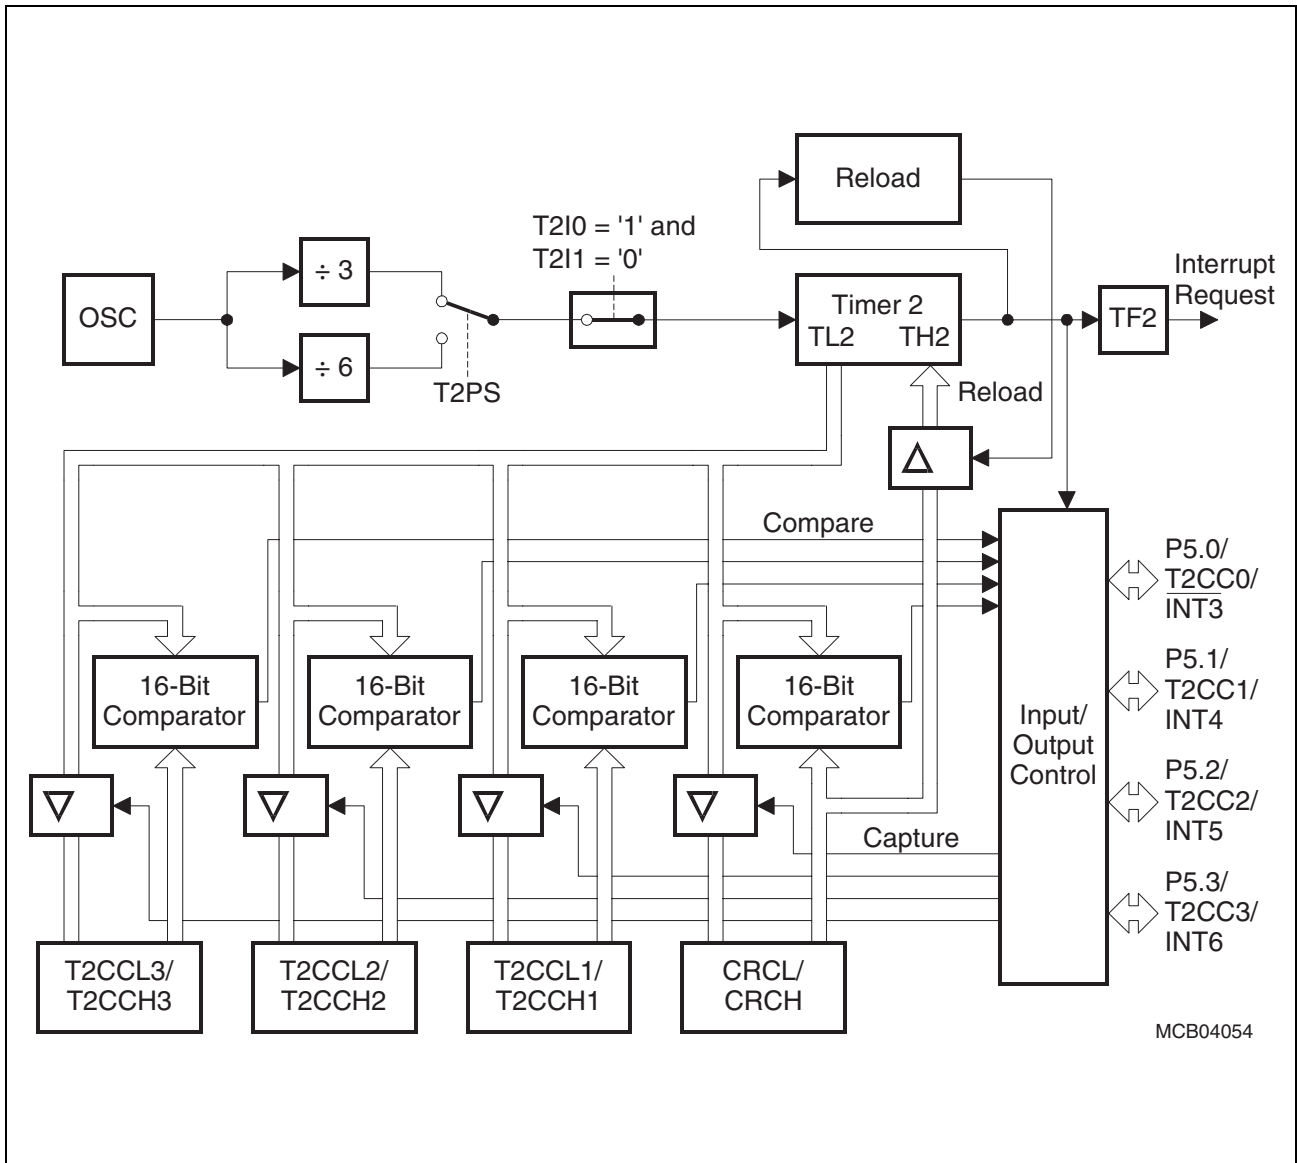 Reload
T2I0 = '1' and
T2I1 = '0'
Interrupt
Request
÷ 3
OSC
Timer 2
TL2 TH2
TF2
÷ 6
T2PS
Reload
Compare
P5.0/
T2CC0/
INT3
16-Bit
Comparator
16-Bit
Comparator
16-Bit
Comparator
16-Bit
Comparator
P5.1/
T2CC1/
INT4
Input/
Output
Control
P5.2/
T2CC2/
INT5
Capture
P5.3/
T2CC3/
INT6
T2CCL3/
T2CCH3
T2CCL2/
T2CCH2
T2CCL1/
T2CCH1
CRCL/
CRCH
MCB04054